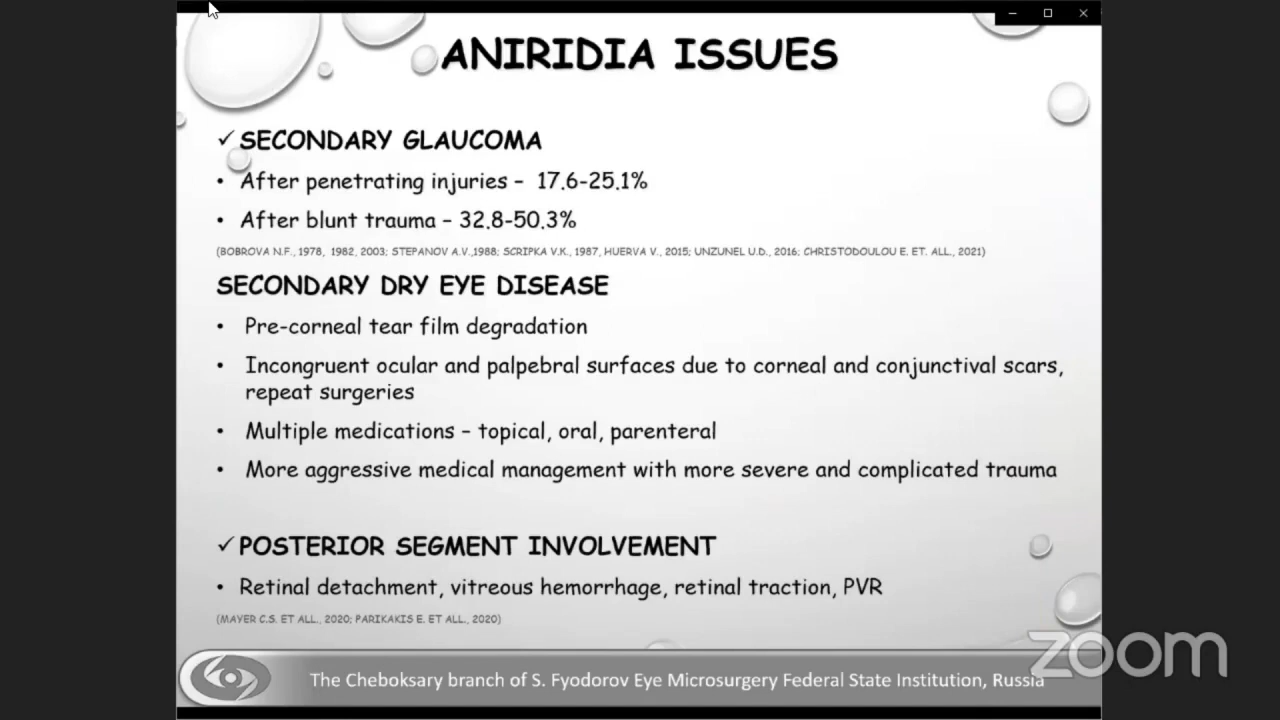 ANIRIDIA ISSUES
✓ SECONDARY GLAUCOMA
• After penetrating injuries – 17.6-25.1%
• After blunt trauma – 32.8-50.3%
(BOBROVA N.F., 1978, 1982, 2003; STEPANOV A.V.,1988; SCRIPKA V.K., 1987, HUERVA V., 2015; UNZUNEL U.D., 2016; CHRISTODOULOU E. ET. ALL., 2021)
SECONDARY DRY EYE DISEASE
• Pre-corneal tear film degradation
• Incongruent ocular and palpebral surfaces due to corneal and conjunctival scars,
repeat surgeries
• Multiple medications – topical, oral, parenteral
• More aggressive medical management with more severe and complicated trauma
✓ POSTERIOR SEGMENT INVOLVEMENT
• Retinal detachment, vitreous hemorrhage, retinal traction, PVR
(MAYER C.S. ET ALL., 2020; PARIKAKIS E. ET ALL., 2020)
The Cheboksary branch of S. Fyodorov Eye Microsurgery Federal State Institution, Russia
zoom